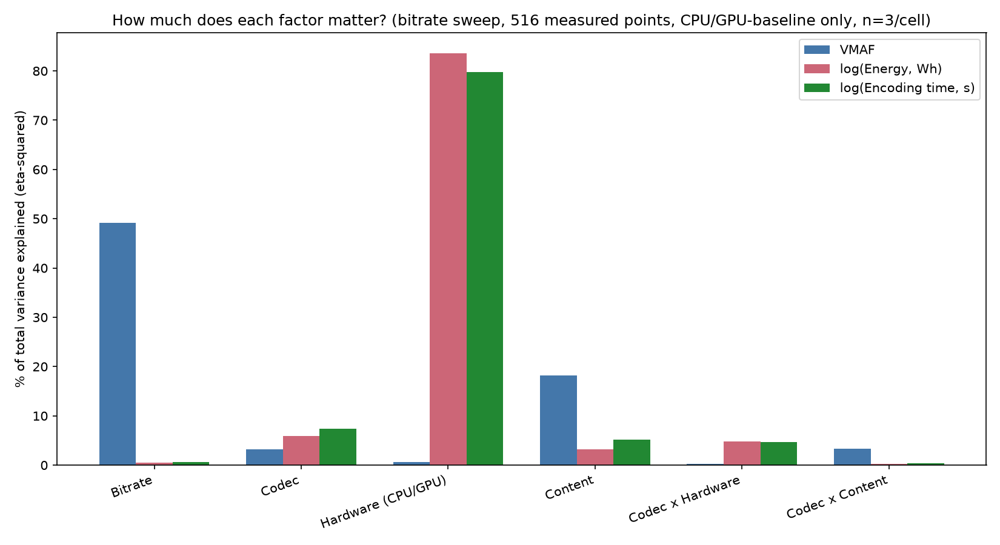 How much does each factor matter? (bitrate sweep, 516 measured points, CPU/GPU-baseline only, n=3/cell)
VMAF
log(Energy, Wh)
log(Encoding time, s)
% of total variance explained (eta-squared)
80
70
60
50
40
30
20
10
0
Bitrate
Codec
Hardware (CPU/GPU)
Content
Codec x Hardware
Codec x Content